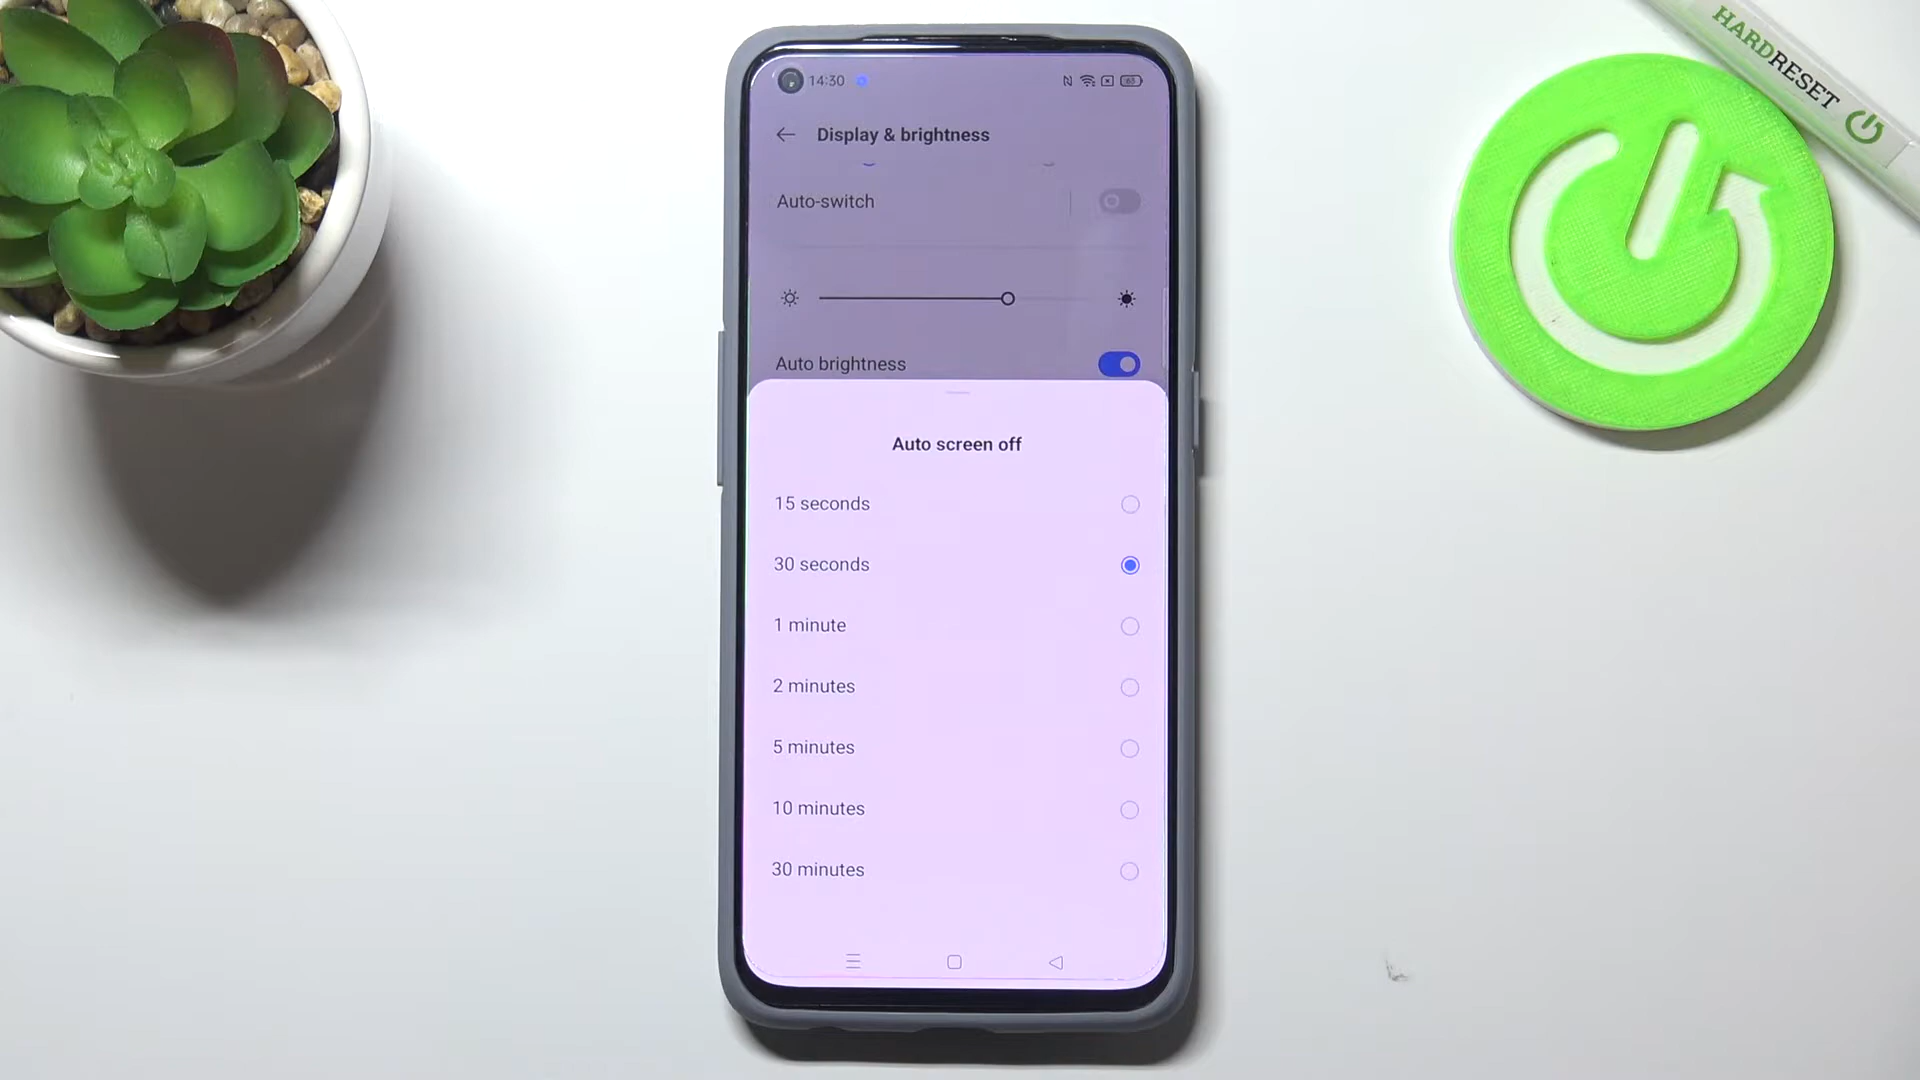 HARDRESET
14:30
Display & brightness
Auto-switch
Auto brightness
Auto screen off
15 seconds
30 seconds
1 minute
2 minutes
5 minutes
10 minutes
30 minutes